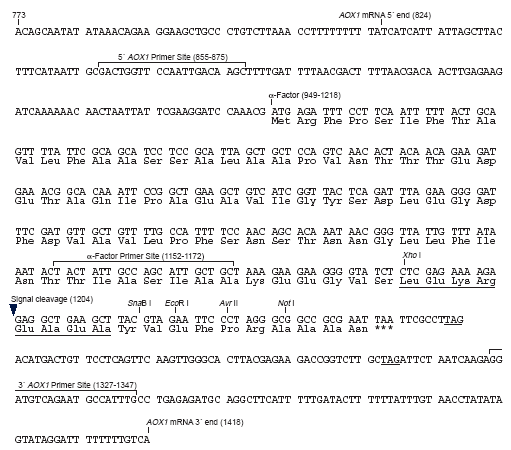 773
AOX1 mRNA 5´ end (824)
ACAGCAATAT ATAAACAGAA GGAAGCTGCC CTGTCTTAAA CCTTTTTTTT TATCATCATT ATTAGCTTAC
5´ AOX1 Primer Site (855-875)
TTTCATAATT GCGACTGGTT CCAATTGACA AGCTTTTGAT TTTAACGACT TTTAACGACA ACTTGAGAAG
α-Factor (949-1218)
ATCAAAAAAC AACTAATTAT TCGAAGGATC CAAACG ATG AGA TTT CCT TCA ATT TTT ACT GCA
Met Arg Phe Pro Ser Ile Phe Thr Ala
GTT TTA TTC GCA GCA TCC TCC GCA TTA GCT GCT CCA GTC AAC ACT ACA ACA GAA GAT
Val Leu Phe Ala Ala Ser Ser Ala Leu Ala Ala Pro Val Asn Thr Thr Thr Glu Asp
GAA ACG GCA CAA ATT CCG GCT GAA GCT GTC ATC GGT TAC TCA GAT TTA GAA GGG GAT
Glu Thr Ala Gln Ile Pro Ala Glu Ala Val Ile Gly Tyr Ser Asp Leu Glu Gly Asp
TTC GAT GTT GCT GTT TTG CCA TTT TCC AAC AGC ACA AAT AAC GGG TTA TTG TTT ATA
Phe Asp Val Ala Val Leu Pro Phe Ser Asn Ser Thr Asn Asn Gly Leu Leu Phe Ile
α-Factor Primer Site (1152-1172)
Xho I
AAT ACT ACT ATT GCC AGC ATT GCT GCT AAA GAA GAA GGG GTA TCT CTC GAG AAA AGA
Asn Thr Thr Ile Ala Ser Ile Ala Ala Lys Glu Glu Gly Val Ser Leu Glu Lys Arg
Signal cleavage (1204)
SnaB I EcoR I Avr II Not I
GAG GCT GAA GCT TAC GTA GAA TTC CCT AGG GCG GCC GCG AAT TAA TTCGCCTTAG
Glu Ala Glu Ala Tyr Val Glu Phe Pro Arg Ala Ala Ala Asn ***
ACATGACTGT TCCTCAGTTC AAGTTGGGCA CTTACGAGAA GACCGGTCTT GCTAGATTCT AATCAAGAGG
3´ AOX1 Primer Site (1327-1347)
ATGTCAGAAT GCCATTTGCC TGAGAGATGC AGGCTTCATT TTTGATACTT TTTTATTTGT AACCTATATA
AOX1 mRNA 3´ end (1418)
GTATAGGATT TTTTTTGTCA